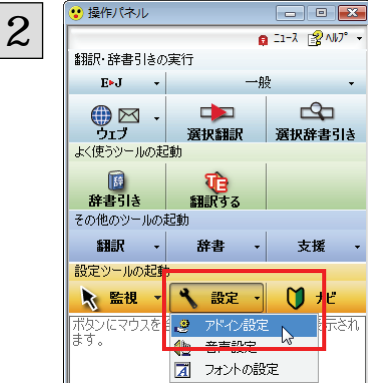 2
操作パネル
ニュース ヘルプ
翻訳・辞書引きの実行
E▸J 一般
ウェブ 選択翻訳 選択辞書引き
よく使うツールの起動
辞書引き 翻訳する
その他のツールの起動
翻訳 辞書 支援
設定ツールの起動
監視 設定 ナビ
ボタンにマウスを
アドイン設定 示され
ます。
音声設定
フォントの設定